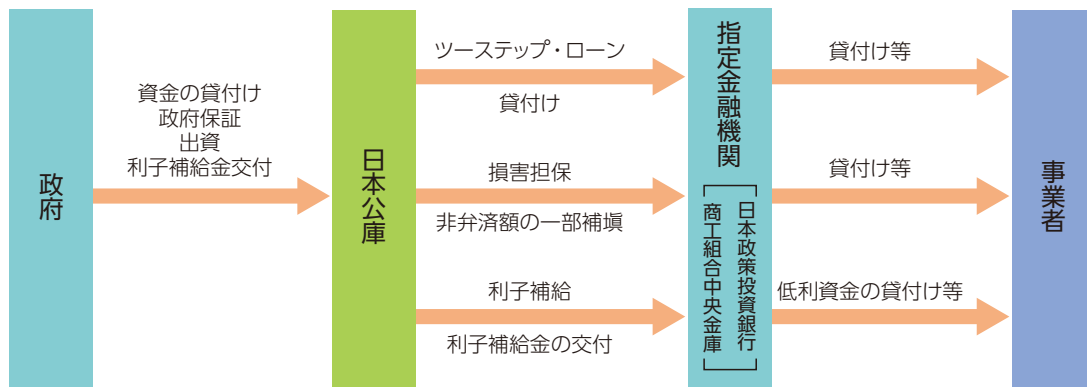 政府
資金の貸付け
政府保証
出資
利子補給金交付
日本公庫
ツーステップ・ローン
貸付け
損害担保
非弁済額の一部補塡
利子補給
利子補給金の交付
指定金融機関
日本政策投資銀行
商工組合中央金庫
貸付け等
貸付け等
低利資金の貸付け等
事業者